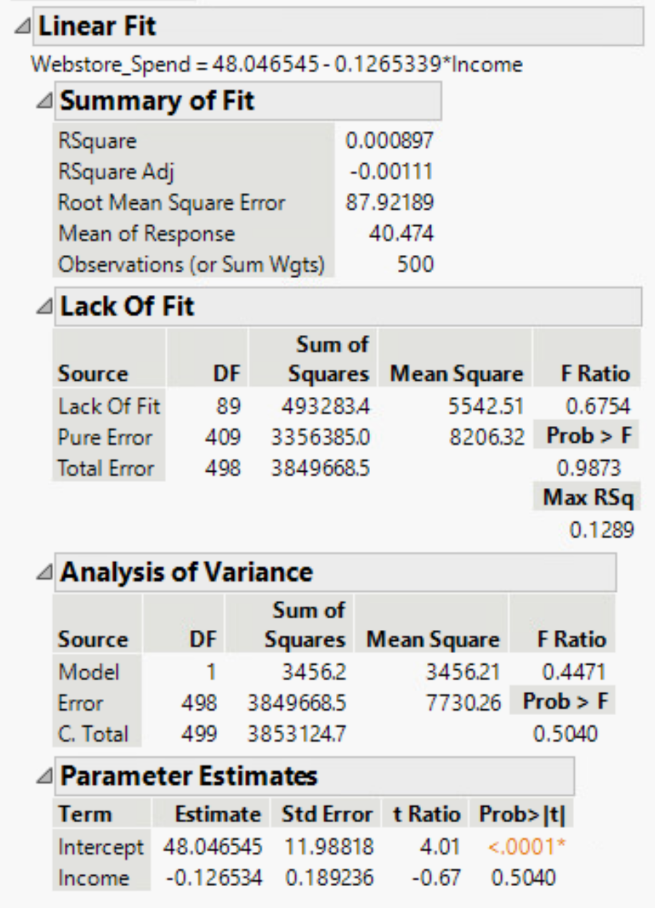 Linear Fit
Webstore_Spend = 48.046545 - 0.1265339*Income
Summary of Fit
RSquare 0.000897
RSquare Adj -0.00111
Root Mean Square Error 87.92189
Mean of Response 40.474
Observations (or Sum Wgts) 500
Lack Of Fit
Sum of
Source DF Squares Mean Square F Ratio
Lack Of Fit 89 493283.4 5542.51 0.6754
Pure Error 409 3356385.0 8206.32 Prob > F
Total Error 498 3849668.5 0.9873
Max RSq
0.1289
Analysis of Variance
Sum of
Source DF Squares Mean Square F Ratio
Model 1 3456.2 3456.21 0.4471
Error 498 3849668.5 7730.26 Prob > F
C. Total 499 3853124.7 0.5040
Parameter Estimates
Term Estimate Std Error t Ratio Prob>|t|
Intercept 48.046545 11.98818 4.01 <.0001*
Income -0.126534 0.189236 -0.67 0.5040